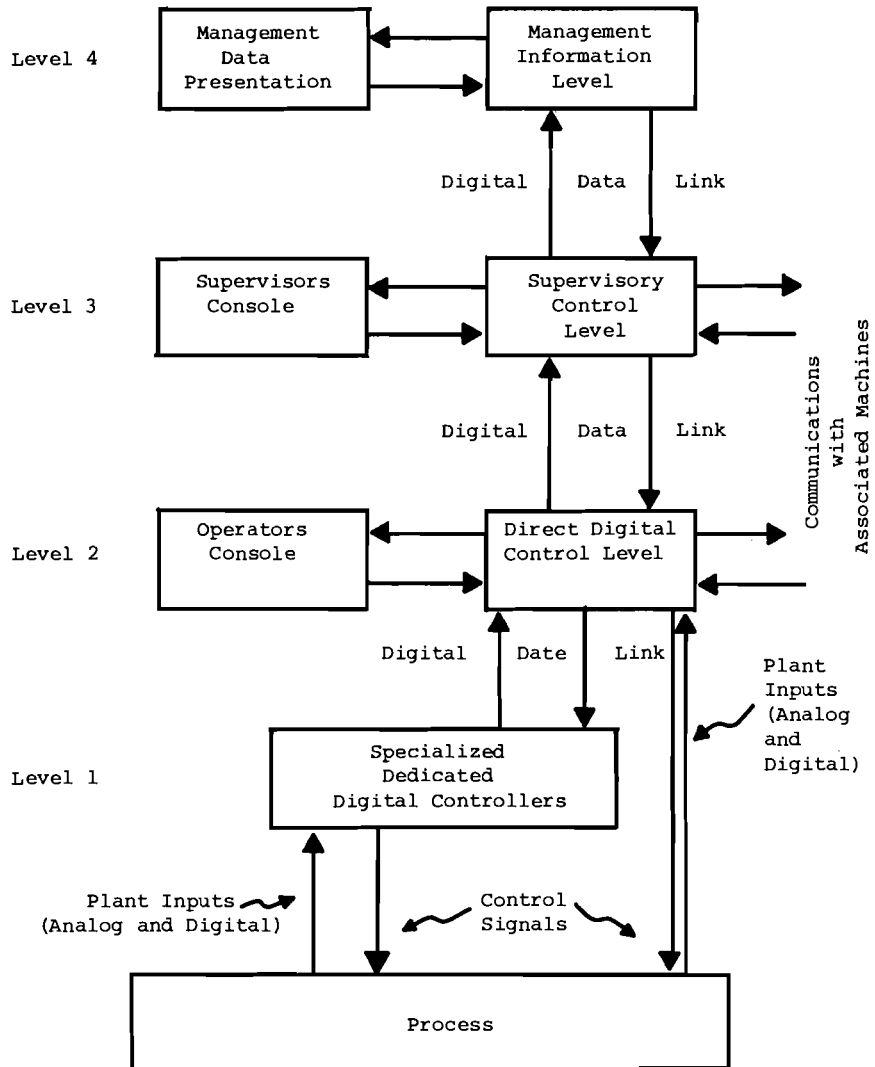 Level 4
Management
Data
Presentation
Management
Information
Level
Digital Data Link
Level 3
Supervisors
Console
Supervisory
Control
Level
Digital Data Link
Communications
with
Associated Machines
Level 2
Operators
Console
Direct Digital
Control Level
Digital Date Link
Plant
Inputs
(Analog
and
Digital)
Level 1
Specialized
Dedicated
Digital Controllers
Plant Inputs
(Analog and Digital)
Control
Signals
Process